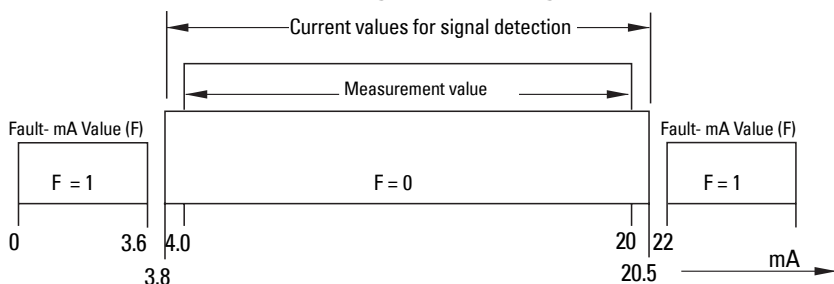 Current values for signal detection
Measurement value
Fault- mA Value (F)
Fault- mA Value (F)
F = 1
F = 0
F = 1
0
3.6
4.0
20
22
mA
3.8
20.5